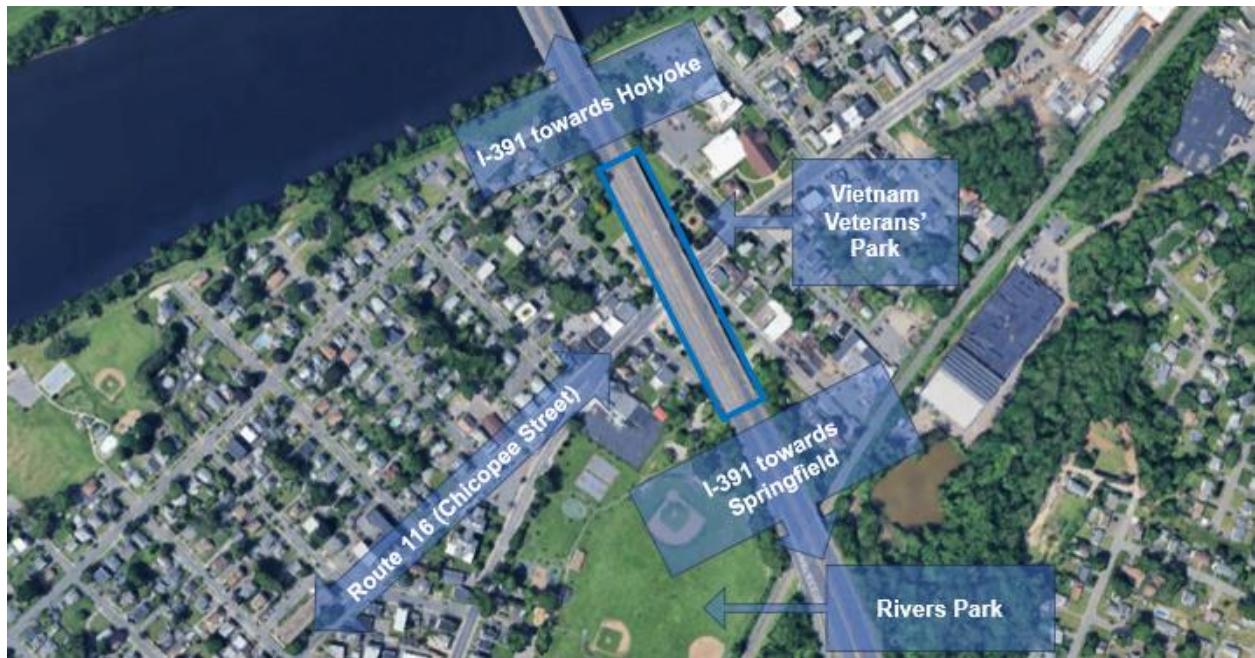 I-391 towards Holyoke
Vietnam
Veterans’
Park
I-391 towards
Springfield
Route 116 (Chicopee Street)
Rivers Park